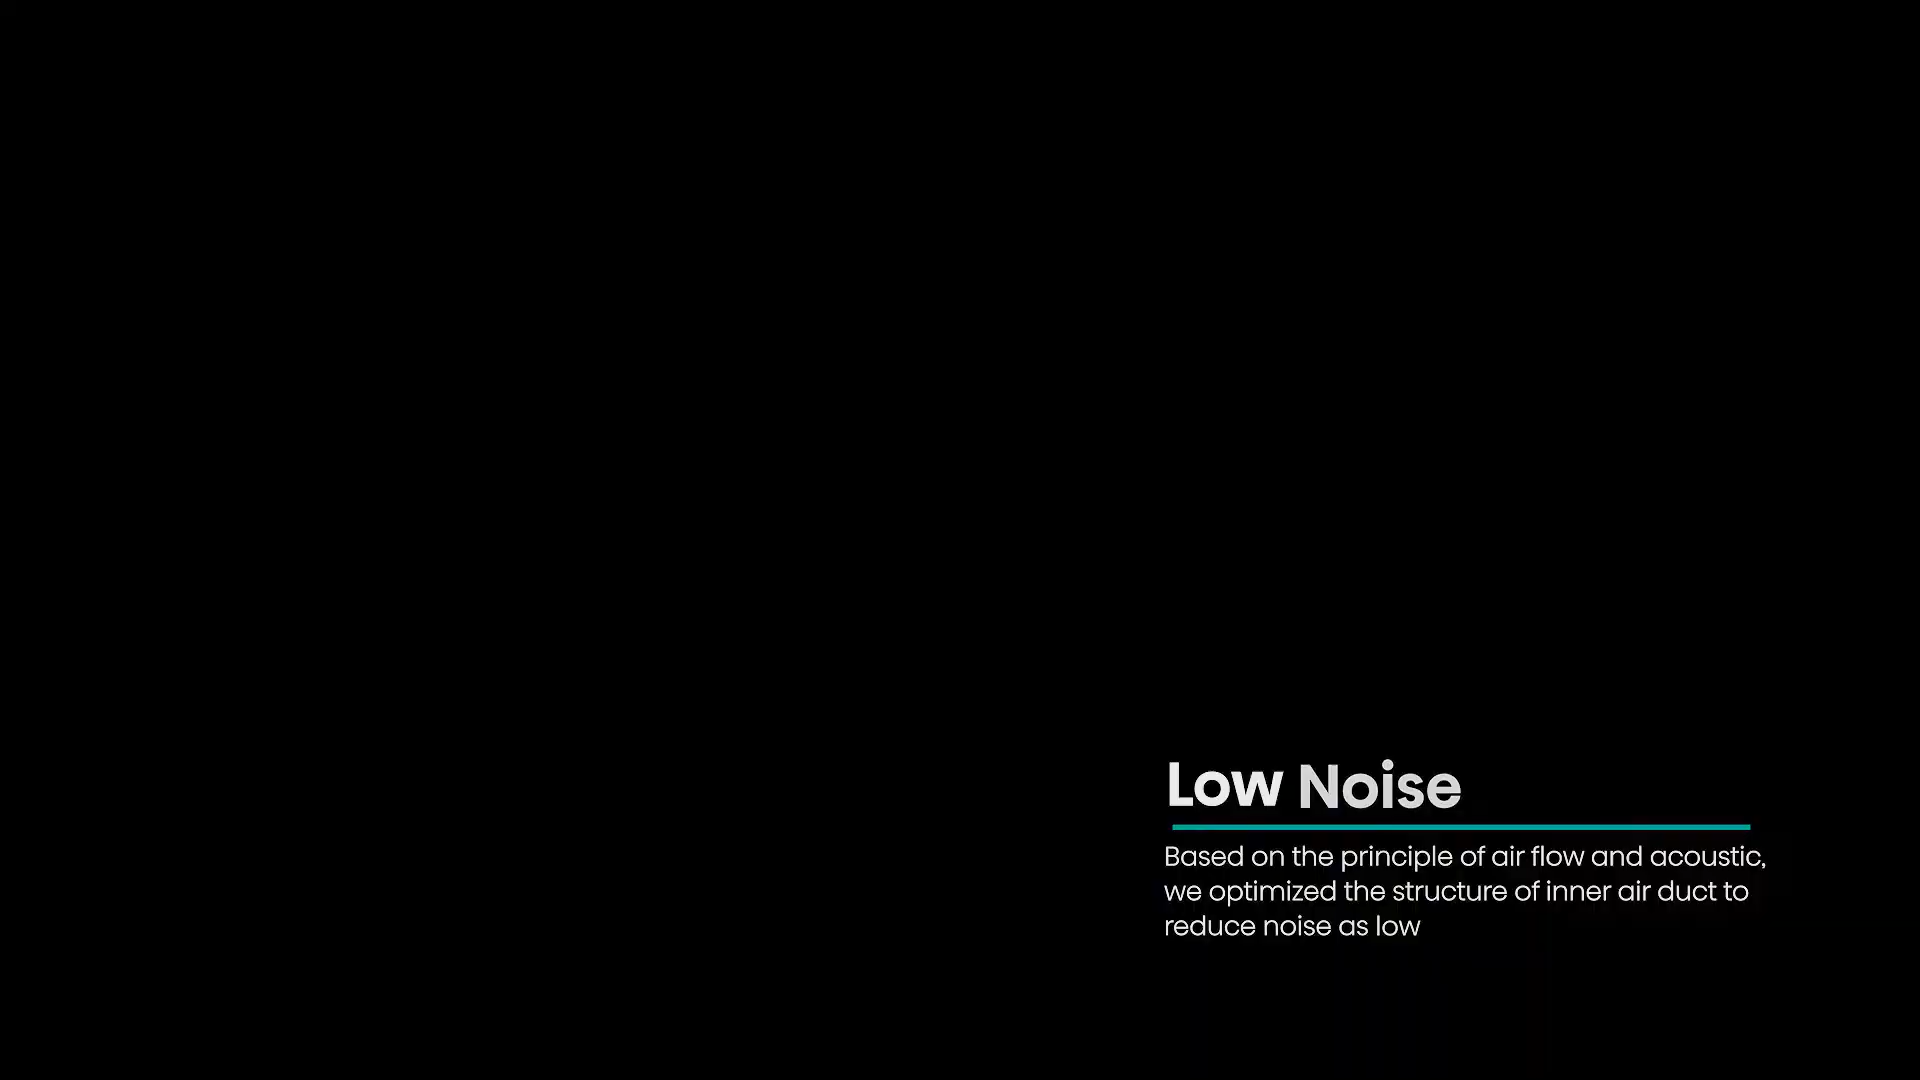 Low Noise
Based on the principle of air flow and acoustic,
we optimized the structure of inner air duct to
reduce noise as low